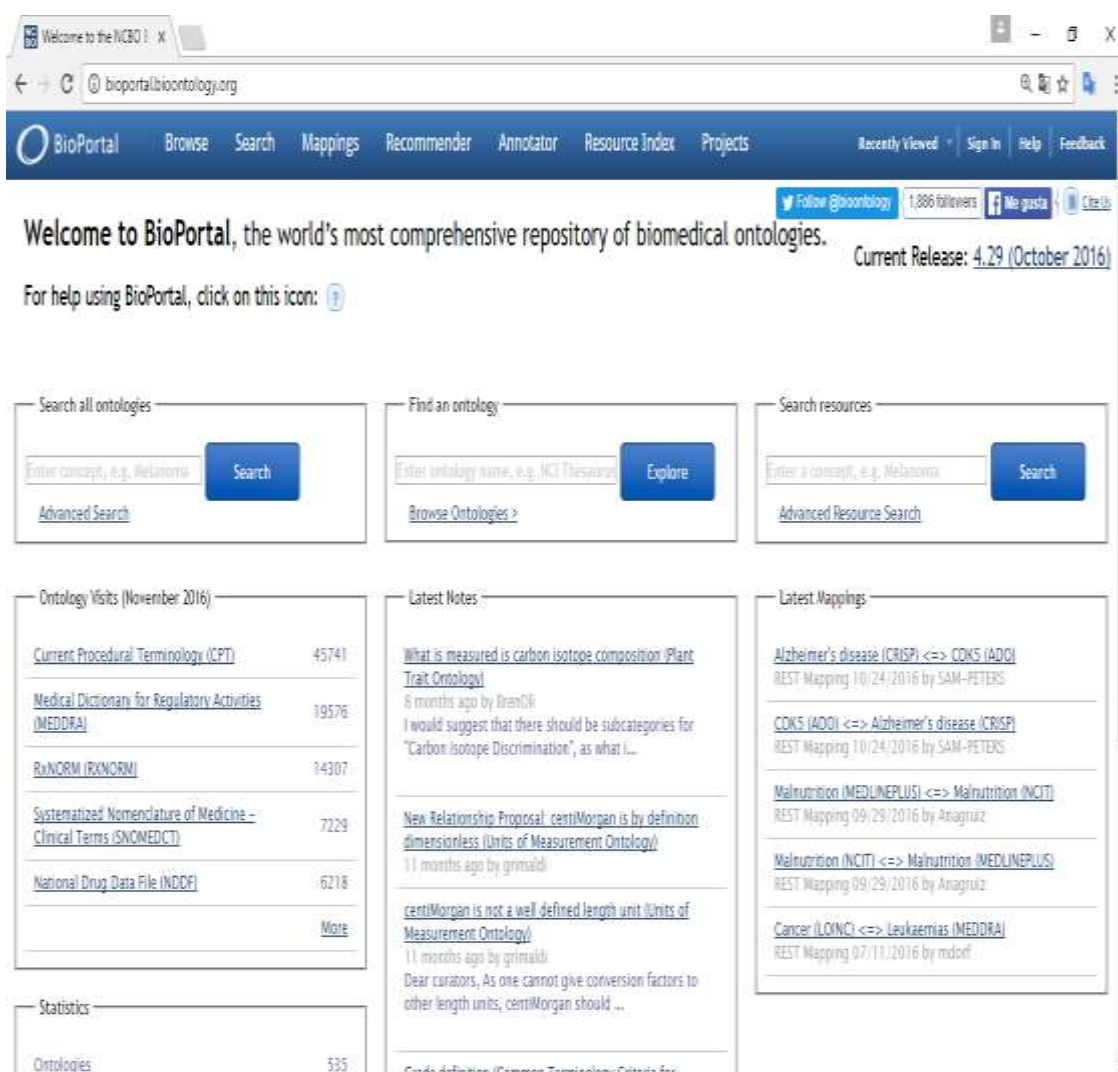 Welcome to the NCBO
bioportal.bioontology.org
BioPortal Browse Search Mappings Recommender Annotator Resource Index Projects Recently Viewed Sign In Help Feedback
Follow @bioontology 1,886 followers Me gusta Cite Us
Welcome to BioPortal, the world's most comprehensive repository of biomedical ontologies.
Current Release: 4.29 (October 2016)
For help using BioPortal, click on this icon: ?
Search all ontologies
Enter concept, e.g. Melanoma Search
Advanced Search
Find an ontology
Enter ontology name, e.g. NCI Thesaurus Explore
Browse Ontologies >
Search resources
Enter a concept, e.g. Melanoma Search
Advanced Resource Search
Ontology Visits (November 2016)
Current Procedural Terminology (CPT) 45741
Medical Dictionary for Regulatory Activities
(MEDDRA) 19576
RxNORM (RXNORM) 14307
Systematized Nomenclature of Medicine –
Clinical Terms (SNOMEDCT) 7229
National Drug Data File (NDDF) 6218
More
Statistics
Ontologies 535
Latest Notes
What is measured is carbon isotope composition (Plant
Trait Ontology)
8 months ago by BrenOli
I would suggest that there should be subcategories for
"Carbon Isotope Discrimination", as what i...
New Relationship Proposal: centiMorgan is by definition
dimensionless (Units of Measurement Ontology)
11 months ago by grimaldi
centiMorgan is not a well defined length unit (Units of
Measurement Ontology)
11 months ago by grimaldi
Dear curators, As one cannot give conversion factors to
other length units, centiMorgan should ...
Grade definition (Common Terminology Criteria for
Latest Mappings
Alzheimer's disease (CRISP) <=> CDK5 (ADO)
REST Mapping 10/24/2016 by SAM-PETERS
CDK5 (ADO) <=> Alzheimer's disease (CRISP)
REST Mapping 10/24/2016 by SAM-PETERS
Malnutrition (MEDLINEPLUS) <=> Malnutrition (NCIT)
REST Mapping 09/29/2016 by Anagruiz
Malnutrition (NCIT) <=> Malnutrition (MEDLINEPLUS)
REST Mapping 09/29/2016 by Anagruiz
Cancer (LOINC) <=> Leukaemias (MEDDRA)
REST Mapping 07/11/2016 by mdorf